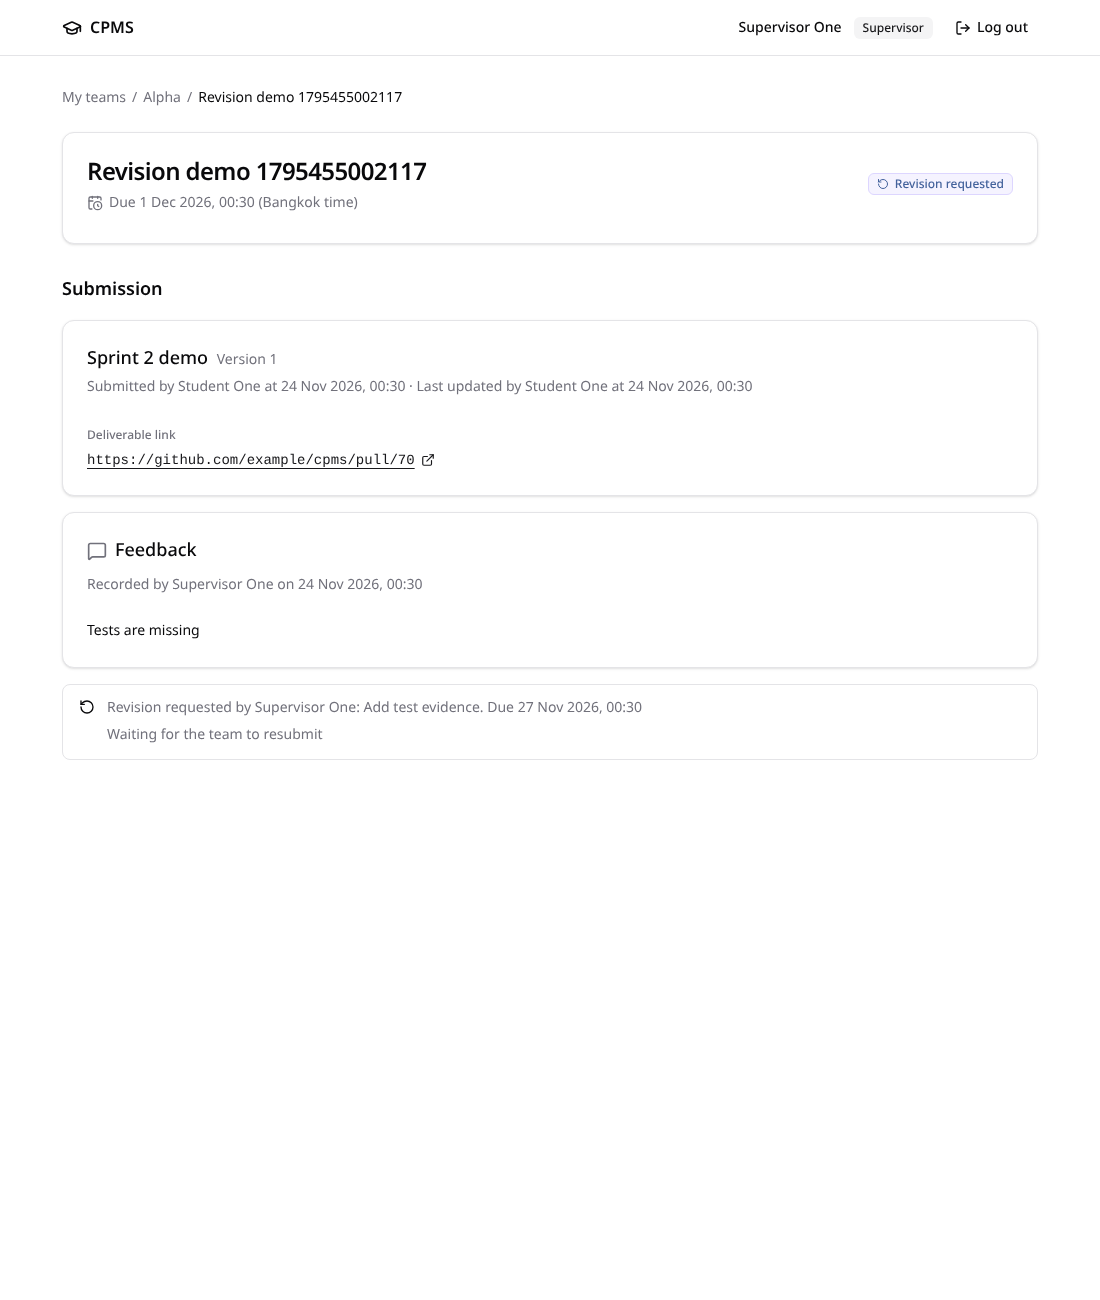 CPMS
Supervisor One Supervisor Log out
My teams / Alpha / Revision demo 1795455002117
Revision demo 1795455002117
Due 1 Dec 2026, 00:30 (Bangkok time)
Revision requested
Submission
Sprint 2 demo Version 1
Submitted by Student One at 24 Nov 2026, 00:30 · Last updated by Student One at 24 Nov 2026, 00:30
Deliverable link
https://github.com/example/cpms/pull/70
Feedback
Recorded by Supervisor One on 24 Nov 2026, 00:30
Tests are missing
Revision requested by Supervisor One: Add test evidence. Due 27 Nov 2026, 00:30
Waiting for the team to resubmit